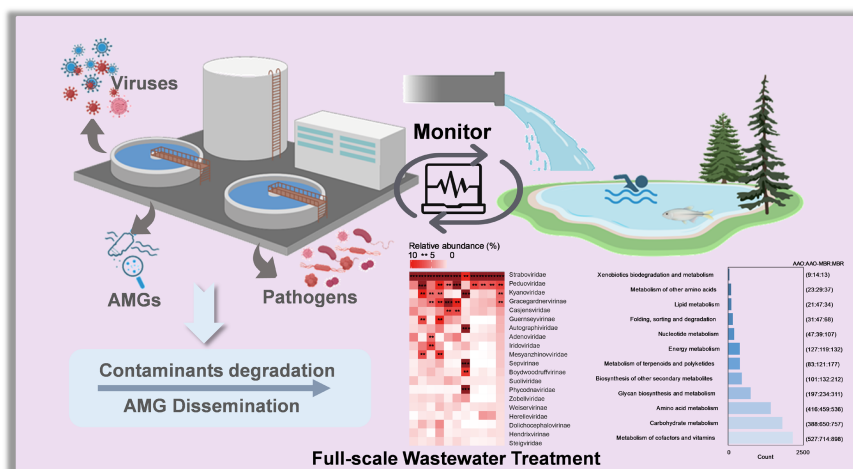 Viruses
AMGs
Pathogens
Contaminants degradation
AMG Dissemination
Monitor
Relative abundance (%)
10 ** 5 0
Straboviridae
Peduoviridae
Kyanoviridae
Gracegardnervirinae
Casjensviridae
Guernseyvirinae
Autographiviridae
Adenoviridae
Iridoviridae
Mesyanzhinovviridae
Sepvirinae
Boydwoodruffvirinae
Suoliviridae
Phycodnaviridae
Zobellviridae
Weiservirinae
Herelleviridae
Dolichocephalovirinae
Hendrixvirinae
Steigviridae
AAO:AAO-MBR:MBR
Xenobiotics biodegradation and metabolism (9:14:13)
Metabolism of other amino acids (23:29:37)
Lipid metabolism (21:47:34)
Folding, sorting and degradation (31:47:68)
Nucleotide metabolism (47:39:107)
Energy metabolism (127:119:132)
Metabolism of terpenoids and polyketides (83:121:177)
Biosynthesis of other secondary metabolites (101:132:212)
Glycan biosynthesis and metabolism (197:234:311)
Amino acid metabolism (416:459:536)
Carbohydrate metabolism (388:650:757)
Metabolism of cofactors and vitamins (527:714:898)
0 2500
Count
Full-scale Wastewater Treatment